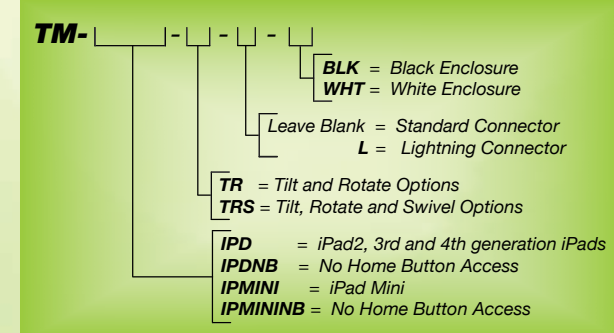 TM- - - -
BLK = Black Enclosure
WHT = White Enclosure
Leave Blank = Standard Connector
L = Lightning Connector
TR = Tilt and Rotate Options
TRS = Tilt, Rotate and Swivel Options
IPD = iPad2, 3rd and 4th generation iPads
IPDNB = No Home Button Access
IPMINI = iPad Mini
IPMININB = No Home Button Access